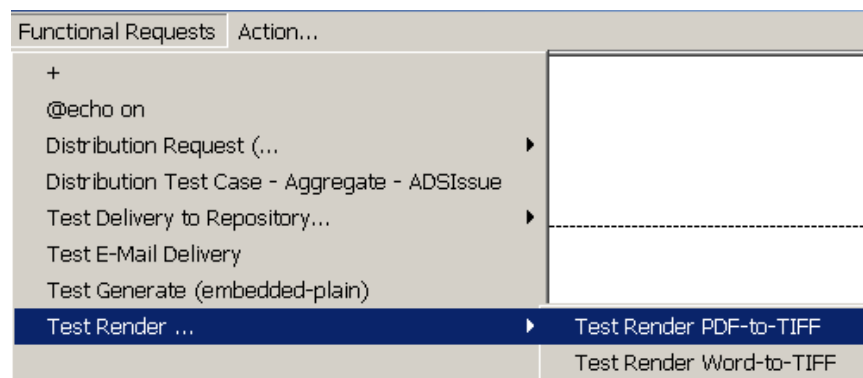 Functional Requests Action...
+
@echo on
Distribution Request (...
Distribution Test Case - Aggregate - ADSIssue
Test Delivery to Repository...
Test E-Mail Delivery
Test Generate (embedded-plain)
Test Render ... Test Render PDF-to-TIFF
Test Render Word-to-TIFF